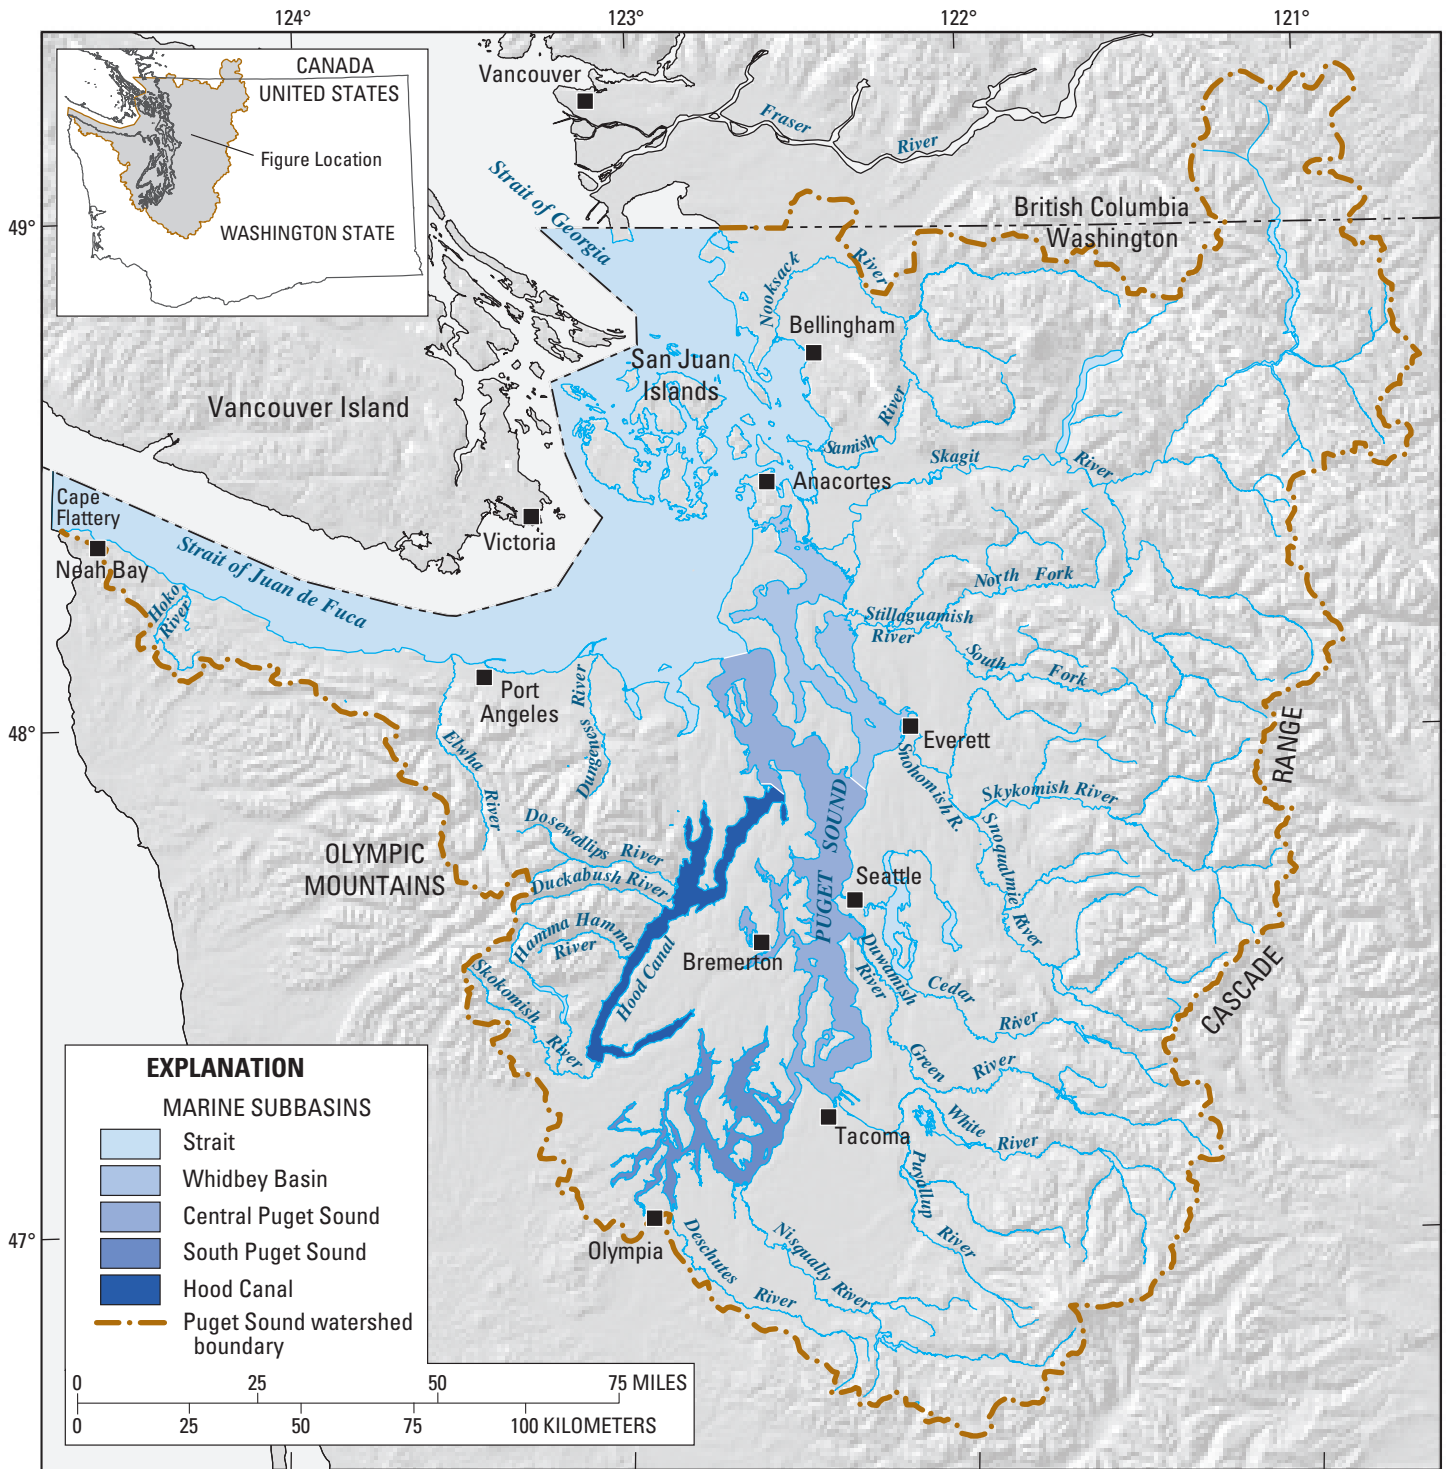 124°
123°
122°
121°
CANADA
UNITED STATES
Figure Location
WASHINGTON STATE
Vancouver
Fraser
River
Strait of Georgia
49°
British Columbia
Washington
Nooksack
River
Bellingham
San Juan
Islands
Vancouver Island
Samish
River
Skagit
River
Anacortes
Cape
Flattery
Victoria
Neah Bay
Strait of Juan de Fuca
Hoko
River
North Fork
Stillaguamish
River
South Fork
Port
Angeles
Dungeness
River
48°
Everett
Elwha
River
Snohomish R.
Skykomish River
RANGE
PUGET SOUND
Snoqualmie River
Dosewallips River
OLYMPIC
MOUNTAINS
Duckabush River
Seattle
Hamma Hamma
River
Hood Canal
Bremerton
Duwamish
River
Skokomish
River
Cedar
River
CASCADE
Green
River
White
River
Tacoma
Puyallup
River
47°
Olympia
Deschutes
River
Nisqually River
EXPLANATION
MARINE SUBBASINS
Strait
Whidbey Basin
Central Puget Sound
South Puget Sound
Hood Canal
Puget Sound watershed
boundary
0 25 50 75 MILES
0 25 50 75 100 KILOMETERS